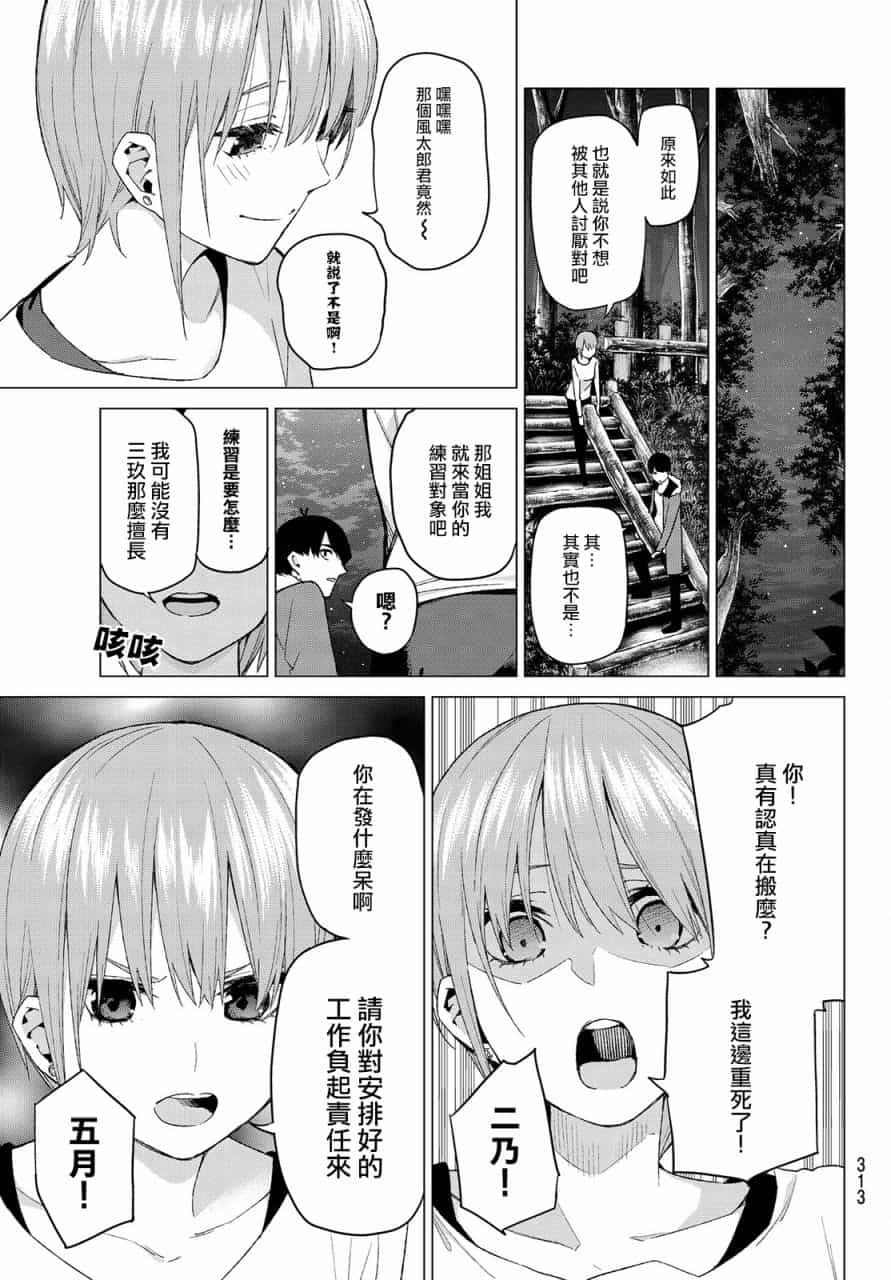 原來如此
也就是說你不想
被其他人討厭對吧
其…
其實也不是…
嘿嘿嘿
那個風太郎君竟然～
就說了不是啊！
那姐姐我
就來當你的
練習對象吧
嗯？
練習是要怎麼…
我可能沒有
三玖那麼擅長
咳咳
你！
真有認真在搬麼？
我這邊重死了！
二乃！
你在發什麼呆啊
請你對安排好的
工作負起責任來
五月！
313